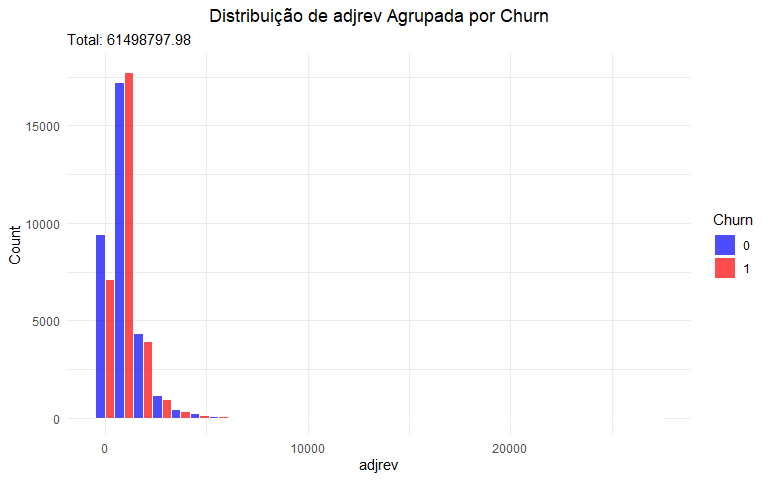 Distribuição de adjrev Agrupada por Churn
Total: 61498797.98
15000
10000
5000
0
Count
0
10000
20000
adjrev
Churn
0
1